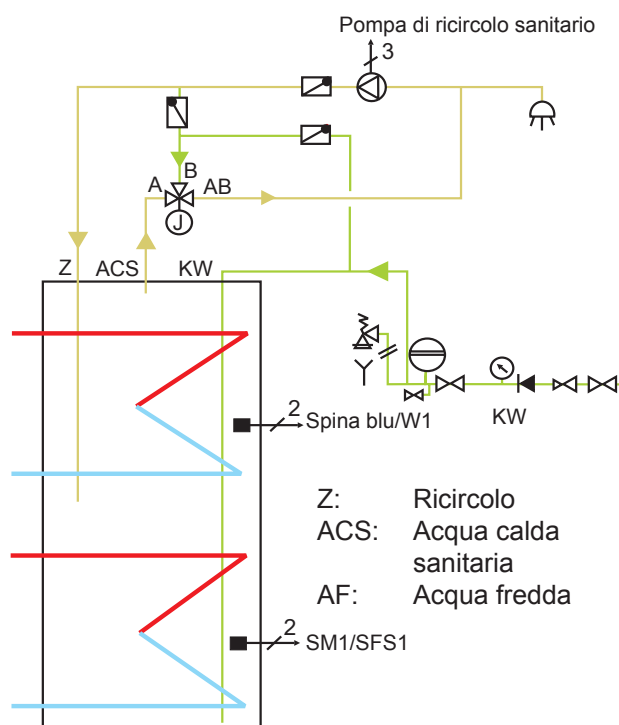 Pompa di ricircolo sanitario
3
B
A
AB
J
Z
ACS
KW
KW
2
Spina blu/W1
Z: Ricircolo
ACS: Acqua calda
sanitaria
AF: Acqua fredda
2
SM1/SFS1